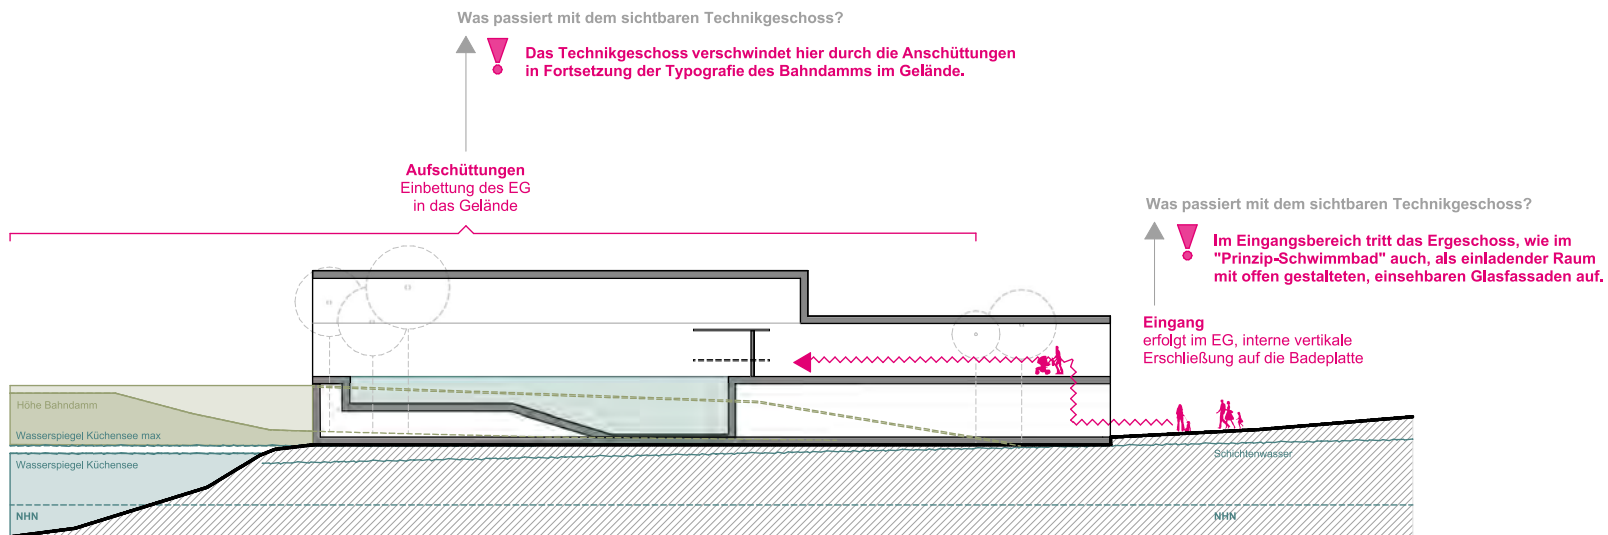 Was passiert mit dem sichtbaren Technikgeschoss?
Das Technikgeschoss verschwindet hier durch die Anschüttungen
in Fortsetzung der Typografie des Bahndamms im Gelände.
Aufschüttungen
Einbettung des EG
in das Gelände
Was passiert mit dem sichtbaren Technikgeschoss?
Im Eingangsbereich tritt das Ergeschoss, wie im
"Prinzip-Schwimmbad" auch, als einladender Raum
mit offen gestalteten, einsehbaren Glasfassaden auf.
Eingang
erfolgt im EG, interne vertikale
Erschließung auf die Badeplatte
Höhe Bahndamm
Wasserspiegel Küchensee max
Wasserspiegel Küchensee
NHN
Schichtenwasser
NHN